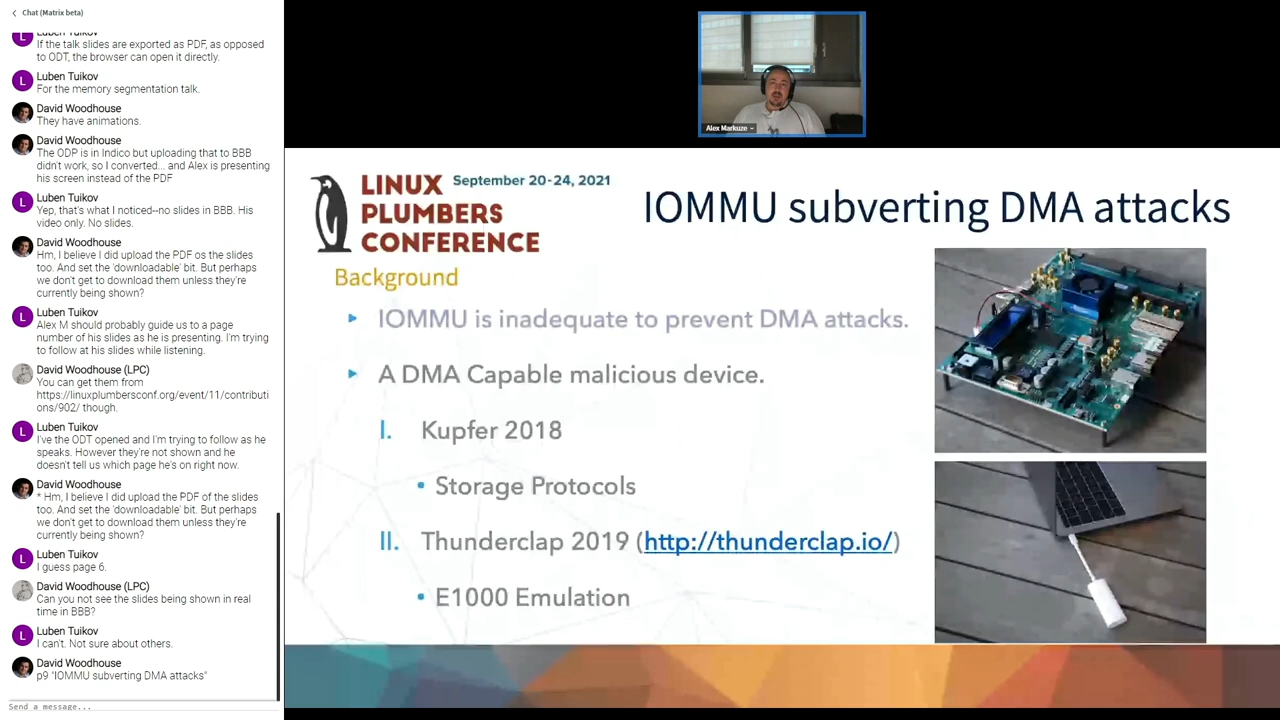 Chat (Matrix beta)
Luben Tuikov
If the talk slides are exported as PDF, as opposed
to ODT, the browser can open it directly.
L
Luben Tuikov
For the memory segmentation talk.
David Woodhouse
They have animations.
David Woodhouse
The ODP is in Indico but uploading that to BBB
didn't work, so I converted... and Alex is presenting
his screen instead of the PDF
L
Luben Tuikov
Yep, that's what I noticed--no slides in BBB. His
video only. No slides.
David Woodhouse
Hm, I believe I did upload the PDF os the slides
too. And set the 'downloadable' bit. But perhaps
we don't get to download them unless they're
currently being shown?
L
Luben Tuikov
Alex M should probably guide us to a page
number of his slides as he is presenting. I'm trying
to follow at his slides while listening.
David Woodhouse (LPC)
You can get them from
https://linuxplumbersconf.org/event/11/contributi
ons/902/ though.
L
Luben Tuikov
I've the ODT opened and I'm trying to follow as he
speaks. However they're not shown and he
doesn't tell us which page he's on right now.
David Woodhouse
* Hm, I believe I did upload the PDF of the slides
too. And set the 'downloadable' bit. But perhaps
we don't get to download them unless they're
currently being shown?
L
Luben Tuikov
I guess page 6.
David Woodhouse (LPC)
Can you not see the slides being shown in real
time in BBB?
L
Luben Tuikov
I can't. Not sure about others.
David Woodhouse
p9 "IOMMU subverting DMA attacks"
Send a message...
Alex Markuze
LINUX
PLUMBERS
CONFERENCE
September 20-24, 2021
IOMMU subverting DMA attacks
Background
IOMMU is inadequate to prevent DMA attacks.
A DMA Capable malicious device.
I. Kupfer 2018
• Storage Protocols
II. Thunderclap 2019 (http://thunderclap.io/)
• E1000 Emulation